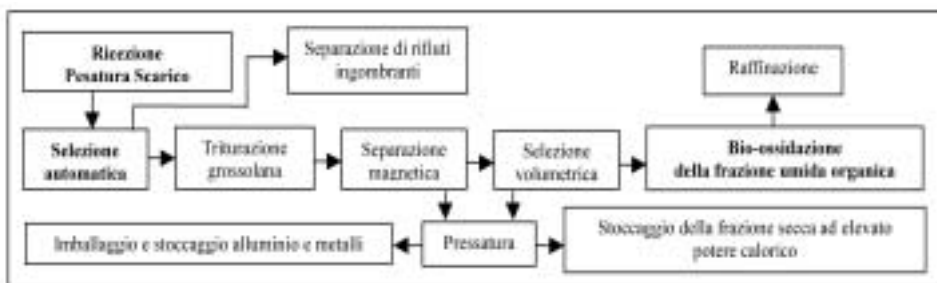 Ricezione
Pesatura Scarico
Separazione di rifiuti
ingombranti
Raffinazione
Selezione
automatica
Triturazione
grossolana
Separazione
magnetica
Selezione
volumetrica
Bio-ossidazione
della frazione umida organica
Imballaggio e stoccaggio alluminio e metalli
Pressatura
Stoccaggio della frazione secca ad elevato
potere calorico